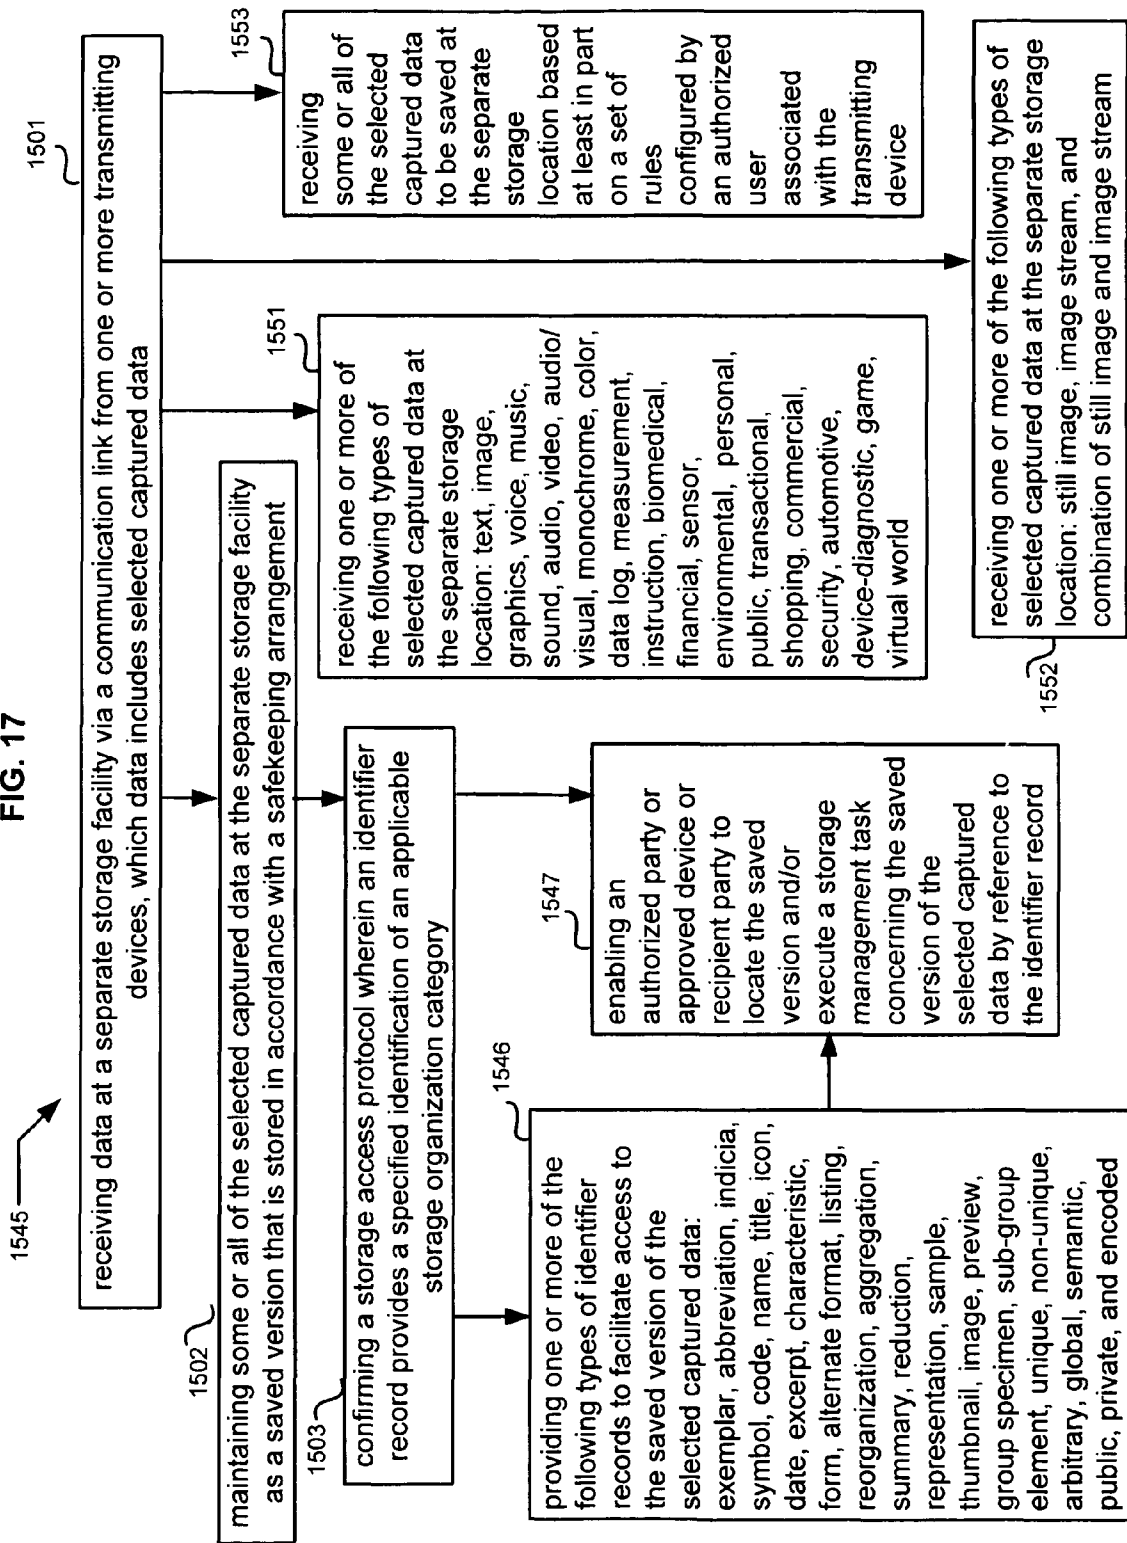 FIG. 17
1545
1501
receiving data at a separate storage facility via a communication link from one or more transmitting
devices, which data includes selected captured data
1502
maintaining some or all of the selected captured data at the separate storage facility
as a saved version that is stored in accordance with a safekeeping arrangement
1503
confirming a storage access protocol wherein an identifier
record provides a specified identification of an applicable
storage organization category
1546
providing one or more of the
following types of identifier
records to facilitate access to
the saved version of the
selected captured data:
exemplar, abbreviation, indicia,
symbol, code, name, title, icon,
date, excerpt, characteristic,
form, alternate format, listing,
reorganization, aggregation,
summary, reduction,
representation, sample,
thumbnail, image, preview,
group specimen, sub-group
element, unique, non-unique,
arbitrary, global, semantic,
public, private, and encoded
1547
enabling an
authorized party or
approved device or
recipient party to
locate the saved
version and/or
execute a storage
management task
concerning the saved
version of the
selected captured
data by reference to
the identifier record
1551
receiving one or more of
the following types of
selected captured data at
the separate storage
location: text, image,
graphics, voice, music,
sound, audio, video, audio/
visual, monochrome, color,
data log, measurement,
instruction, biomedical,
financial, sensor,
environmental, personal,
public, transactional,
shopping, commercial,
security, automotive,
device-diagnostic, game,
virtual world
1553
receiving
some or all of
the selected
captured data
to be saved at
the separate
storage
location based
at least in part
on a set of
rules
configured by
an authorized
user
associated
with the
transmitting
device
1552
receiving one or more of the following types of
selected captured data at the separate storage
location: still image, image stream, and
combination of still image and image stream